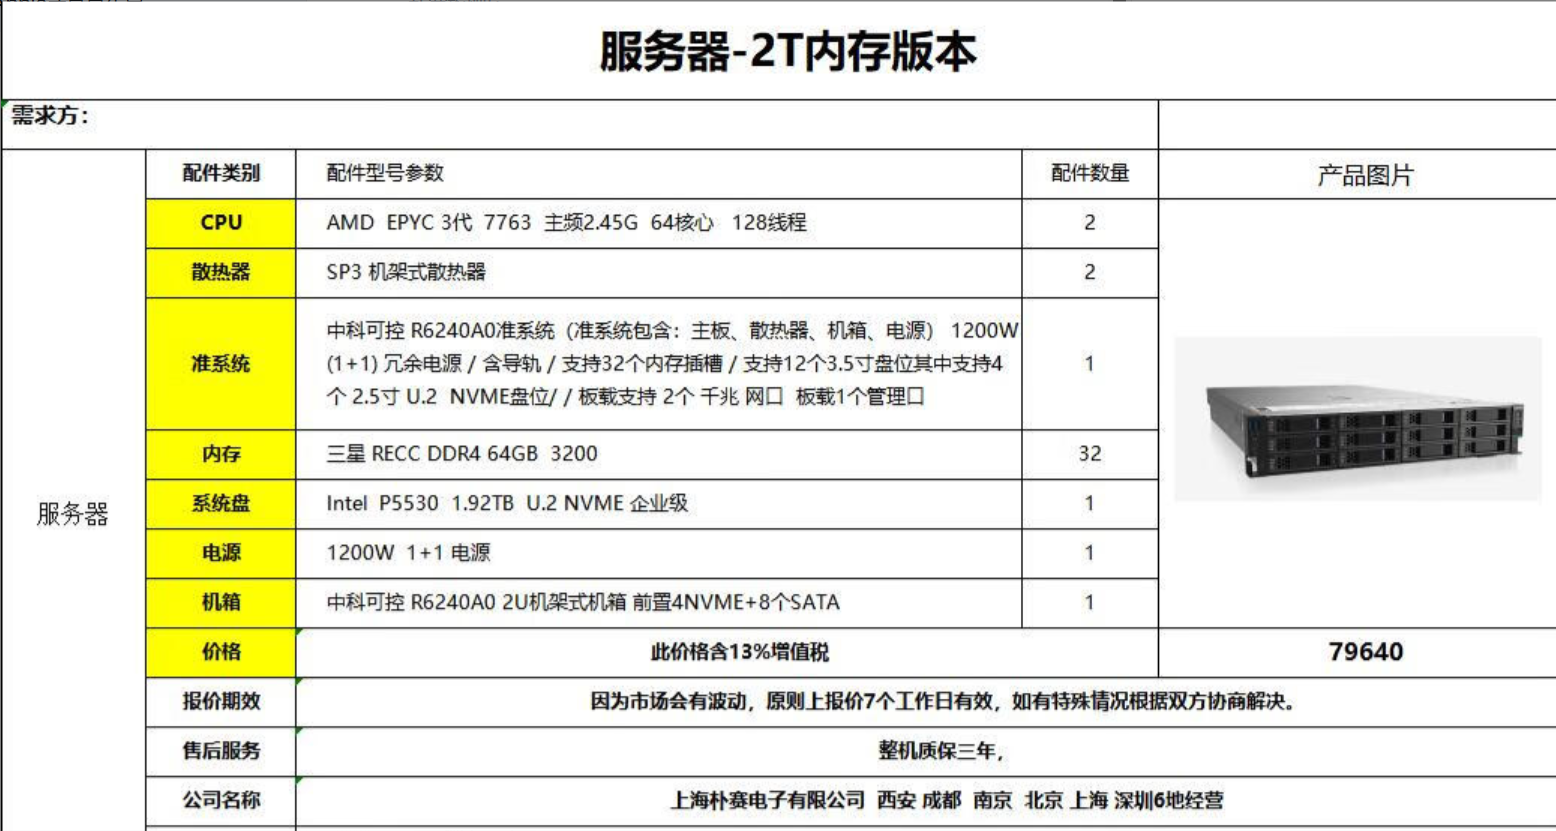 服务器-2T内存版本
需求方:
配件类别 配件型号参数 配件数量 产品图片
CPU AMD EPYC 3代 7763 主频2.45G 64核心 128线程 2
散热器 SP3 机架式散热器 2
中科可控 R6240A0准系统（准系统包含：主板、散热器、机箱、电源） 1200W
准系统 (1+1) 冗余电源 / 含导轨 / 支持32个内存插槽 / 支持12个3.5寸盘位其中支持4 1
个 2.5寸 U.2 NVME盘位/ / 板载支持 2个 千兆 网口 板载1个管理口
内存 三星 RECC DDR4 64GB 3200 32
系统盘 Intel P5530 1.92TB U.2 NVME 企业级 1
服务器
电源 1200W 1+1 电源 1
机箱 中科可控 R6240A0 2U机架式机箱 前置4NVME+8个SATA 1
价格 此价格含13%增值税 79640
报价期效 因为市场会有波动，原则上报价7个工作日有效，如有特殊情况根据双方协商解决。
售后服务 整机质保三年，
公司名称 上海朴赛电子有限公司 西安 成都 南京 北京 上海 深圳6地经营